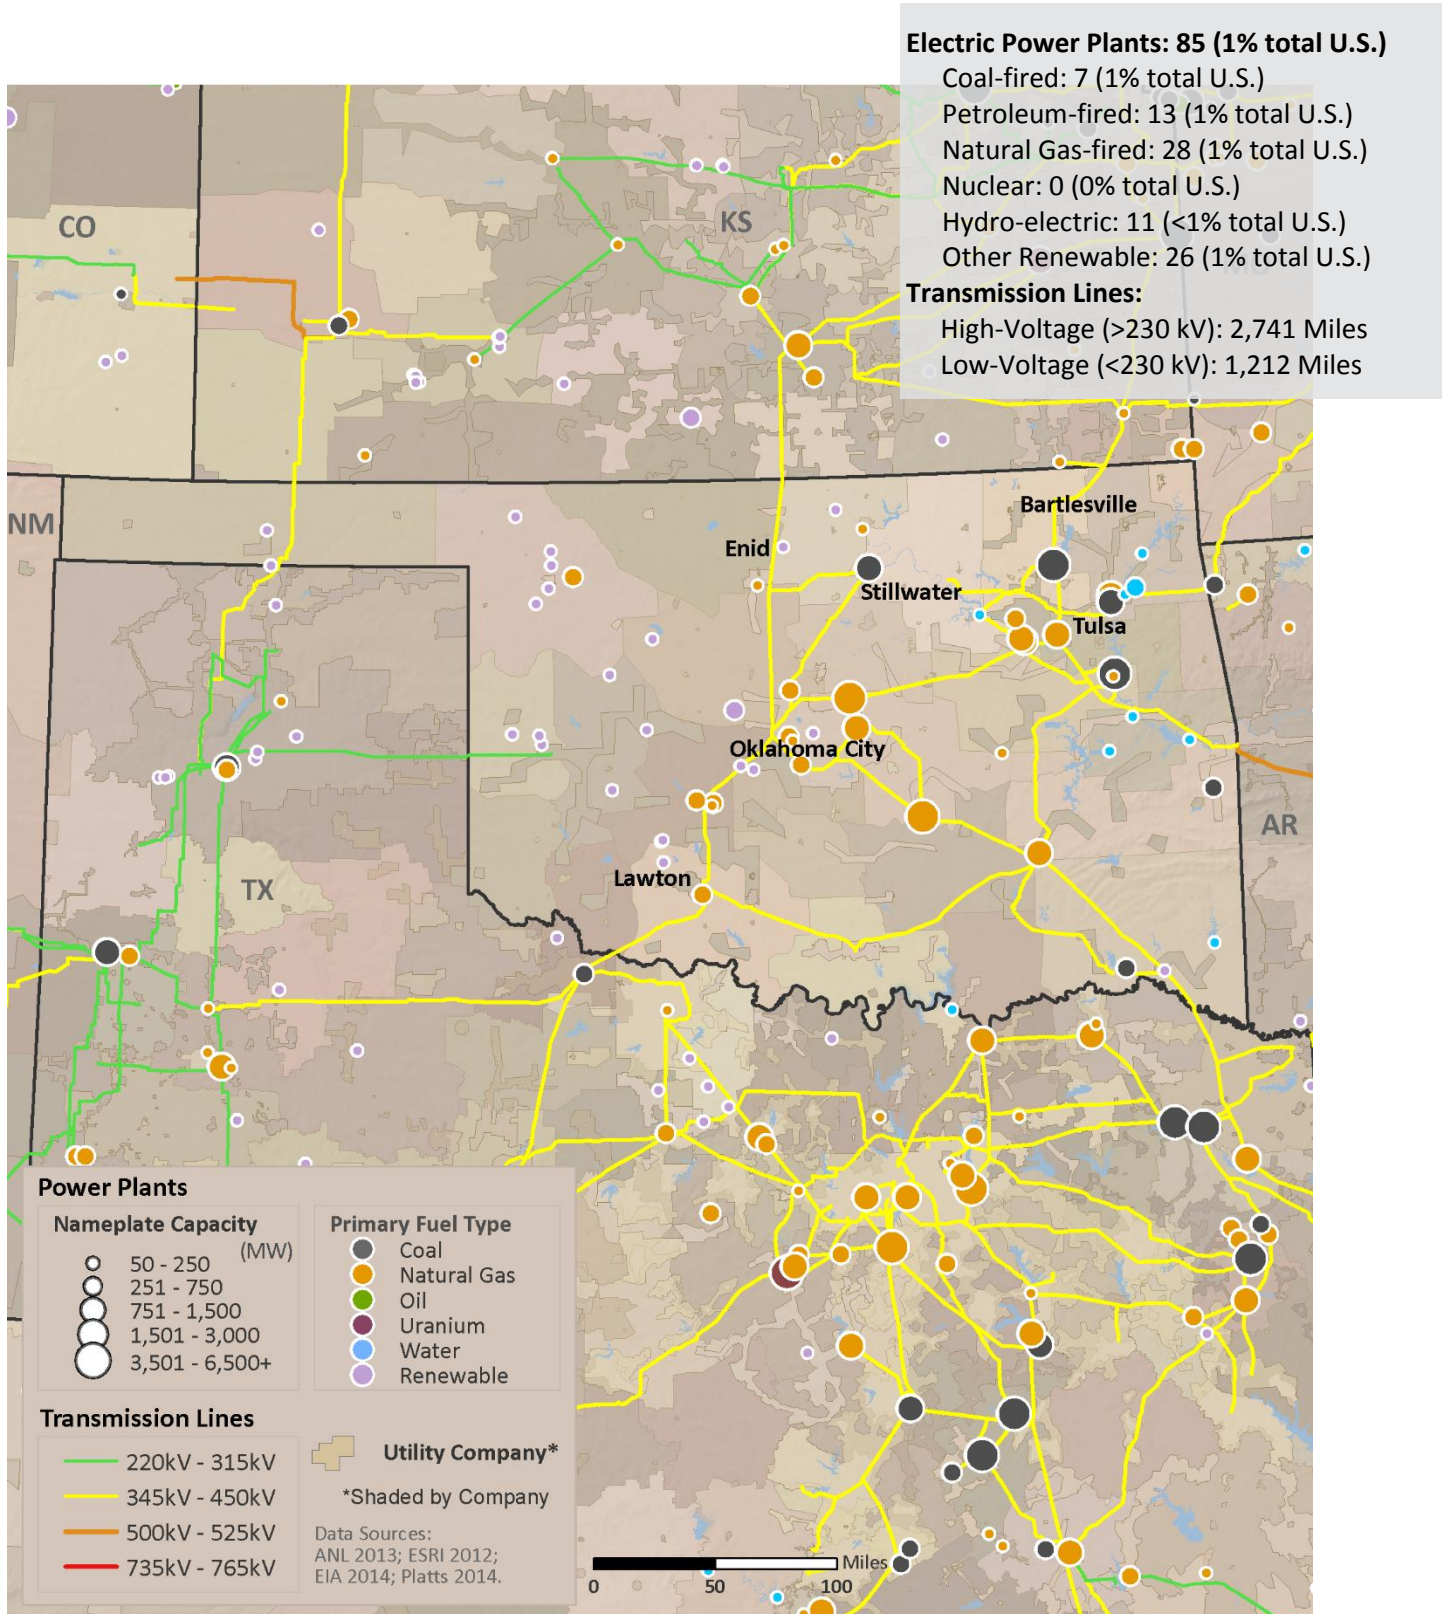 Electric Power Plants: 85 (1% total U.S.)
Coal-fired: 7 (1% total U.S.)
Petroleum-fired: 13 (1% total U.S.)
Natural Gas-fired: 28 (1% total U.S.)
Nuclear: 0 (0% total U.S.)
Hydro-electric: 11 (<1% total U.S.)
Other Renewable: 26 (1% total U.S.)
Transmission Lines:
High-Voltage (>230 kV): 2,741 Miles
Low-Voltage (<230 kV): 1,212 Miles
CO
KS
MO
NM
Bartlesville
Enid
Stillwater
Tulsa
Oklahoma City
AR
TX
Lawton
Power Plants
Nameplate Capacity
(MW)
50 - 250
251 - 750
751 - 1,500
1,501 - 3,000
3,501 - 6,500+
Primary Fuel Type
Coal
Natural Gas
Oil
Uranium
Water
Renewable
Transmission Lines
220kV - 315kV
345kV - 450kV
500kV - 525kV
735kV - 765kV
Utility Company*
*Shaded by Company
Data Sources:
ANL 2013; ESRI 2012;
EIA 2014; Platts 2014.
Miles
0 50 100